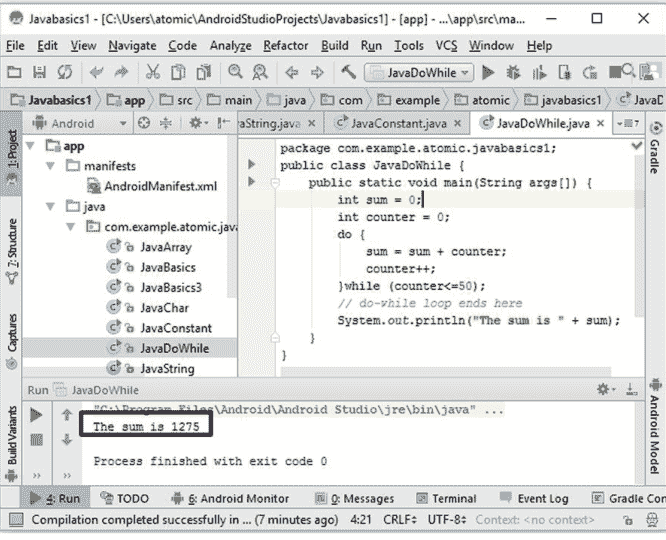 Javabasics1 - [C:\Users\atomic\AndroidStudioProjects\Javabasics1] - [app] - ...\app\src\ma...
File Edit View Navigate Code Analyze Refactor Build Run Tools VCS Window Help
JavaDoWhile
Javabasics1 app src main java com example atomic javabasics1 JavaD
Android
vaString.java JavaConstant.java JavaDoWhile.java
1: Project
7: Structure
Captures
Build Variants
app
manifests
AndroidManifest.xml
java
com.example.atomic.jav
JavaArray
JavaBasics
JavaBasics3
JavaChar
JavaConstant
JavaDoWhile
JavaString
package com.example.atomic.javabasics1;
public class JavaDoWhile {
public static void main(String args[]) {
int sum = 0;
int counter = 0;
do {
sum = sum + counter;
counter++;
}while (counter<=50);
// do-while loop ends here
System.out.println("The sum is " + sum);
}
}
Gradle
Android Model
Run JavaDoWhile
"C:\Program Files\Android\Android Studio\jre\bin\java" ...
The sum is 1275
Process finished with exit code 0
4: Run TODO 6: Android Monitor 0: Messages Terminal Event Log Gradle Con
Compilation completed successfully in ... (7 minutes ago) 4:21 CRLF UTF-8 Context: <no context>